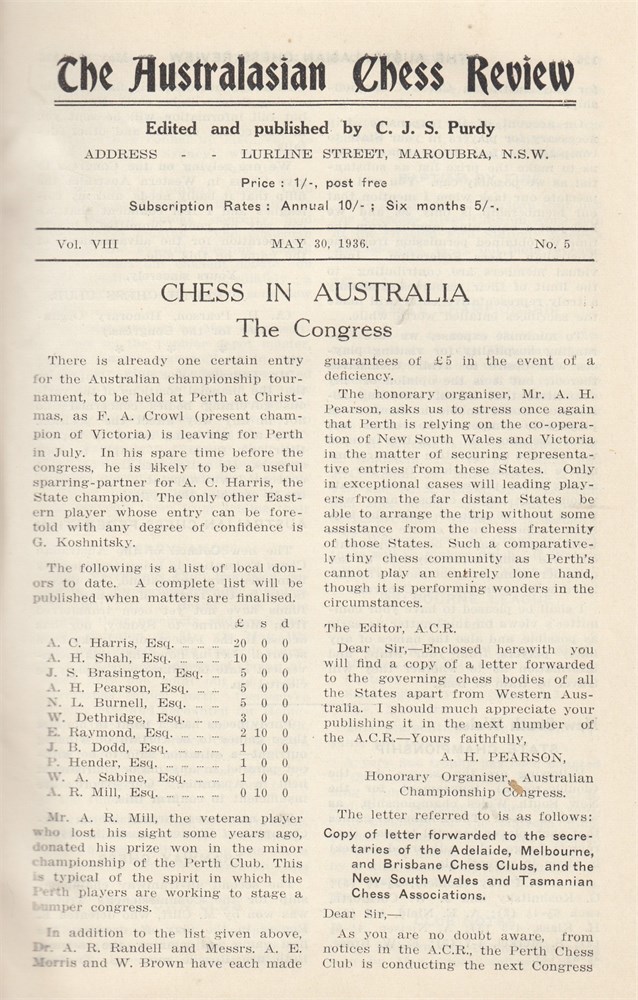 The Australasian Chess Review
Edited and published by C. J. S. Purdy
ADDRESS - - LURLINE STREET, MAROUBRA, N.S.W.
Price : 1/-, post free
Subscription Rates : Annual 10/- ; Six months 5/-.
Vol. VIII MAY 30, 1936. No. 5
CHESS IN AUSTRALIA
The Congress
There is already one certain entry
for the Australian championship tour-
nament, to be held at Perth at Christ-
mas, as F. A. Crowl (present cham-
pion of Victoria) is leaving for Perth
in July. In his spare time before the
congress, he is likely to be a useful
sparring-partner for A. C. Harris, the
State champion. The only other East-
ern player whose entry can be fore-
told with any degree of confidence is
G. Koshnitsky.
The following is a list of local don-
ors to date. A complete list will be
published when matters are finalised.
£ s d
A. C. Harris, Esq. ... ... ... 20 0 0
A. H. Shah, Esq. ... ... ... 10 0 0
J. S. Brasington, Esq. ... 5 0 0
A. H. Pearson, Esq. ... ... 5 0 0
N. L. Burnell, Esq. ... ... 5 0 0
W. Dethridge, Esq. ... ... 3 0 0
E. Raymond, Esq. ... ... ... 2 10 0
J. B. Dodd, Esq. ... ... ... 1 0 0
P. Hender, Esq. ... ... ... 1 0 0
W. A. Sabine, Esq. ... ... 1 0 0
A. R. Mill, Esq. ... ... ... ... 0 10 0
Mr. A. R. Mill, the veteran player
who lost his sight some years ago,
donated his prize won in the minor
championship of the Perth Club. This
is typical of the spirit in which the
Perth players are working to stage a
bumper congress.
In addition to the list given above,
Dr. A. R. Randell and Messrs. A. E.
Morris and W. Brown have each made
guarantees of £5 in the event of a
deficiency.
The honorary organiser, Mr. A. H.
Pearson, asks us to stress once again
that Perth is relying on the co-opera-
tion of New South Wales and Victoria
in the matter of securing representa-
tive entries from these States. Only
in exceptional cases will leading play-
ers from the far distant States be
able to arrange the trip without some
assistance from the chess fraternity
of those States. Such a comparative-
ly tiny chess community as Perth's
cannot play an entirely lone hand,
though it is performing wonders in the
circumstances.
The Editor, A.C.R.
Dear Sir,—Enclosed herewith you
will find a copy of a letter forwarded
to the governing chess bodies of all
the States apart from Western Aus-
tralia. I should much appreciate your
publishing it in the next number of
the A.C.R.—Yours faithfully,
A. H. PEARSON,
Honorary Organiser, Australian
Championship Congress.
The letter referred to is as follows:
Copy of letter forwarded to the secre-
taries of the Adelaide, Melbourne,
and Brisbane Chess Clubs, and the
New South Wales and Tasmanian
Chess Associations.
Dear Sir,—
As you are no doubt aware, from
notices in the A.C.R., the Perth Chess
Club is conducting the next Congress